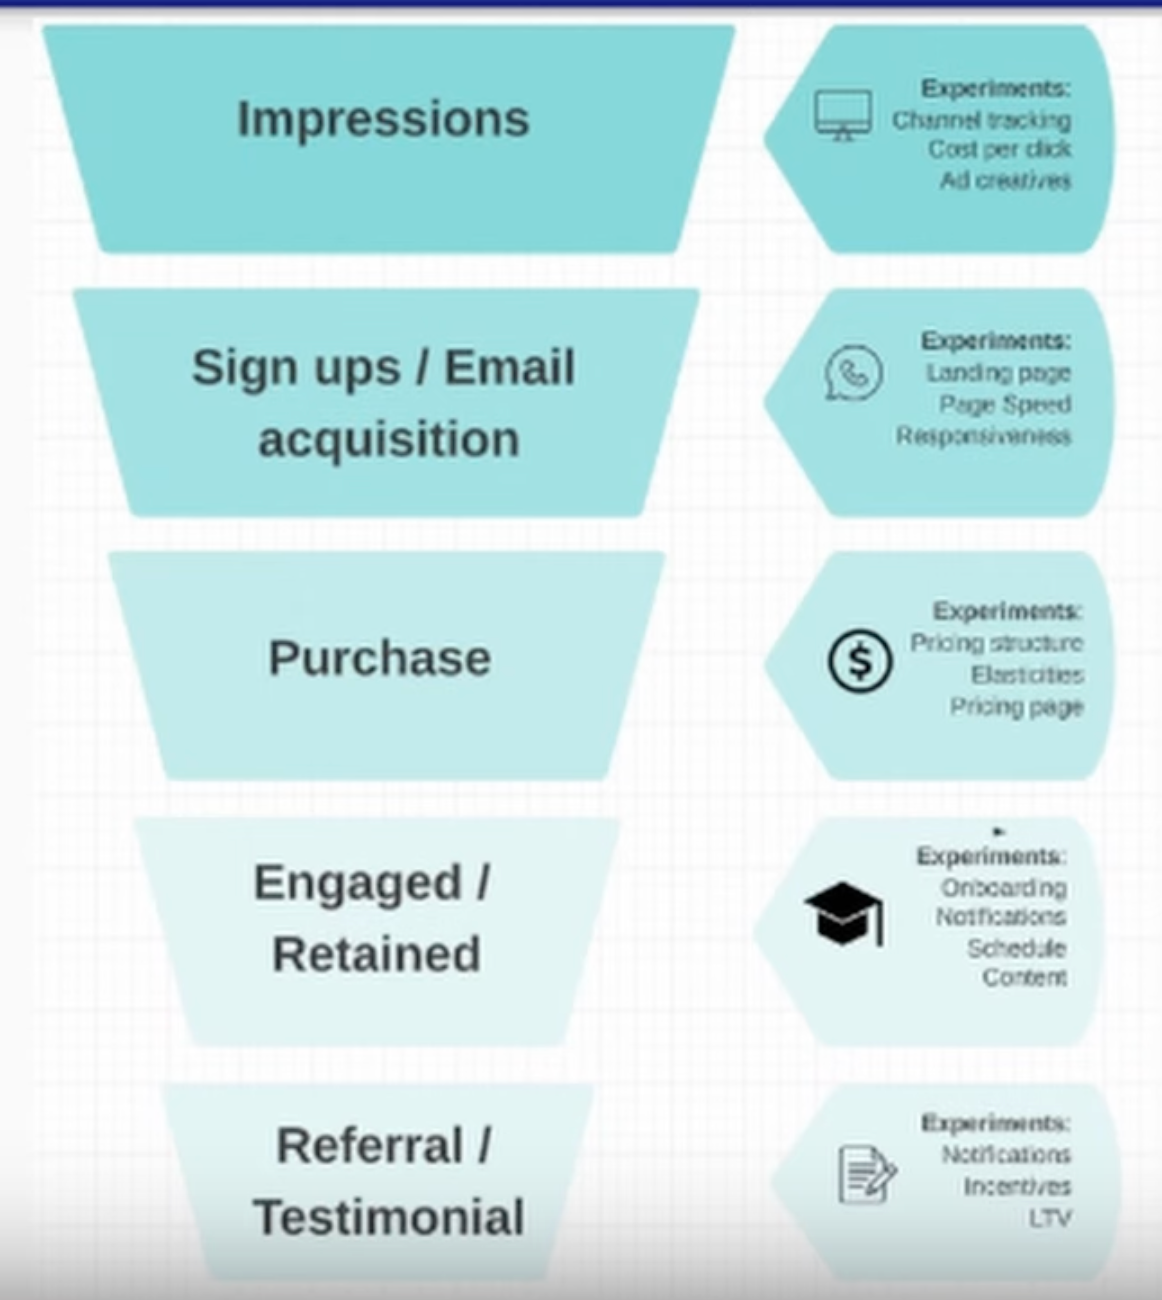 Impressions
Experiments:
Channel tracking
Cost per click
Ad creatives
Sign ups / Email
acquisition
Experiments:
Landing page
Page Speed
Responsiveness
Purchase
Experiments:
Pricing structure
Elasticities
Pricing page
Engaged /
Retained
Experiments:
Onboarding
Notifications
Schedule
Content
Referral /
Testimonial
Experiments:
Notifications
Incentives
LTV